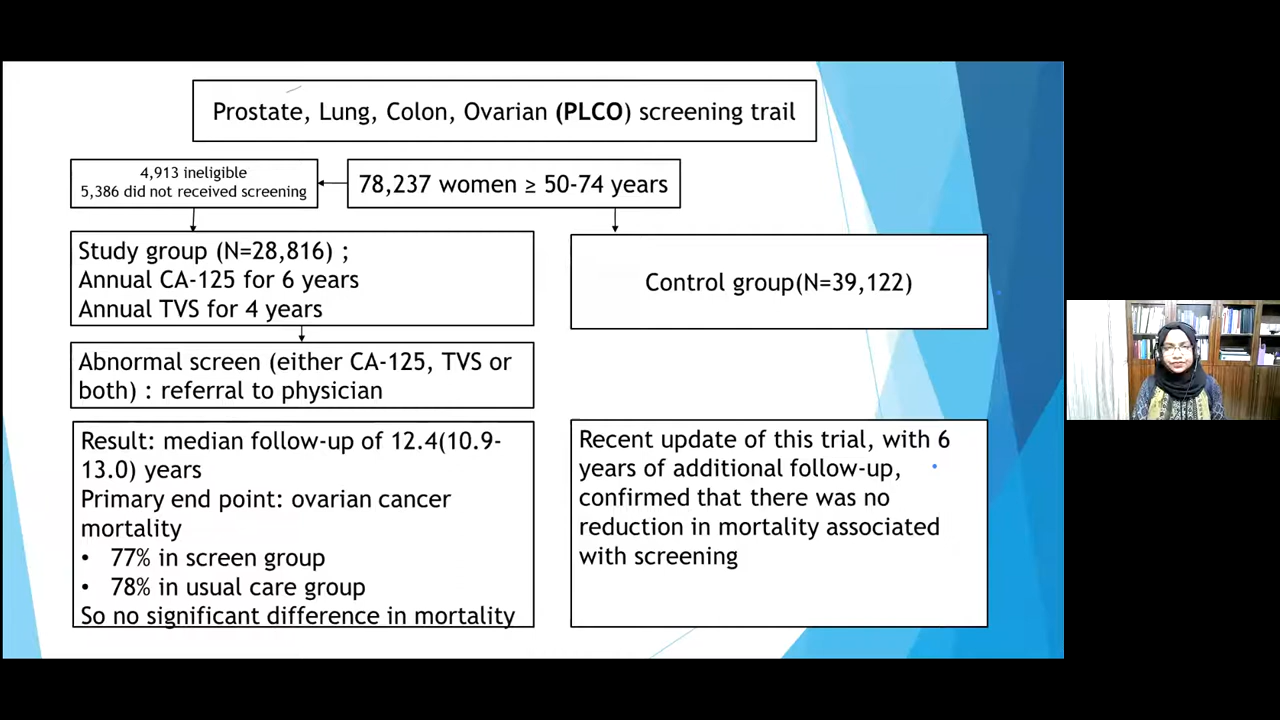 Prostate, Lung, Colon, Ovarian (PLCO) screening trail
4,913 ineligible
5,386 did not received screening
78,237 women ≥ 50-74 years
Study group (N=28,816) ;
Annual CA-125 for 6 years
Annual TVS for 4 years
Control group(N=39,122)
Abnormal screen (either CA-125, TVS or
both) : referral to physician
Result: median follow-up of 12.4(10.9-
13.0) years
Primary end point: ovarian cancer
mortality
• 77% in screen group
• 78% in usual care group
So no significant difference in mortality
Recent update of this trial, with 6
years of additional follow-up,
confirmed that there was no
reduction in mortality associated
with screening